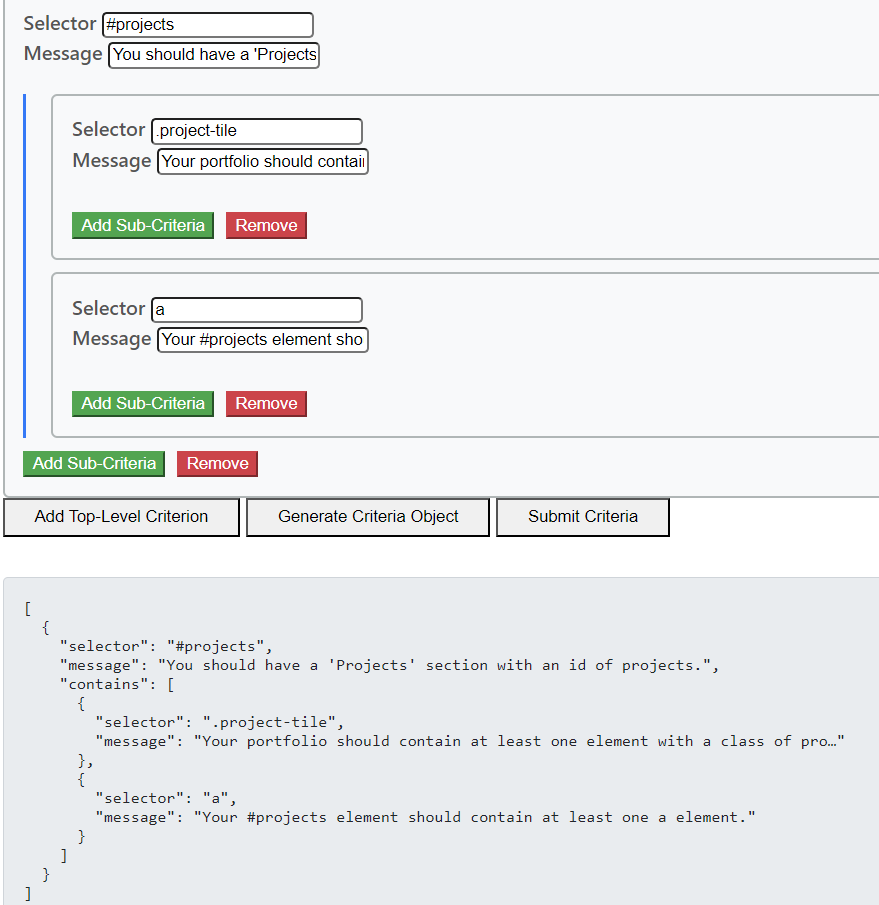 Selector #projects
Message You should have a 'Projects
Selector .project-tile
Message Your portfolio should contai
Add Sub-Criteria Remove
Selector a
Message Your #projects element sho
Add Sub-Criteria Remove
Add Sub-Criteria Remove
Add Top-Level Criterion Generate Criteria Object Submit Criteria
[
  {
    "selector": "#projects",
    "message": "You should have a 'Projects' section with an id of projects.",
    "contains": [
      {
        "selector": ".project-tile",
        "message": "Your portfolio should contain at least one element with a class of pro…"
      },
      {
        "selector": "a",
        "message": "Your #projects element should contain at least one a element."
      }
    ]
  }
]